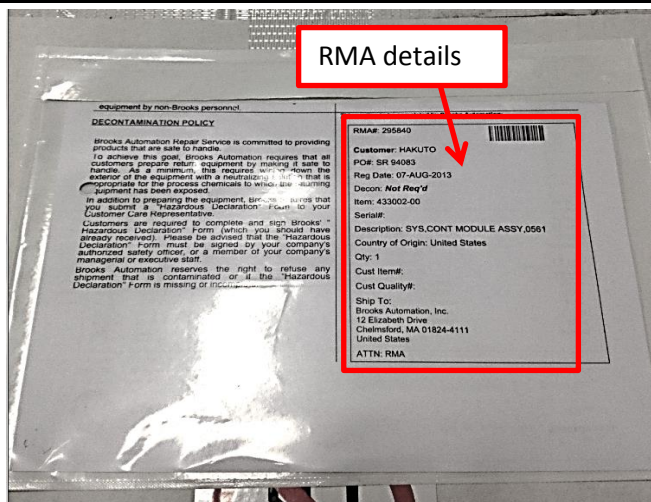 RMA details
equipment by non-Brooks personnel.
DECONTAMINATION POLICY
Brooks Automation Repair Service is committed to providing
products that are safe to handle.
To achieve this goal, Brooks Automation requires that all
customers prepare return equipment by making it safe to
handle. As a minimum, this requires down the
exterior of the equipment with a neutralizing that is
appropriate for the process chemicals to which the
equipment has been exposed.
In addition to preparing the equipment, that
you submit a "Hazardous Declaration" Form to your
Customer Care Representative.
Customers are required to complete and sign Brooks' "
Hazardous Declaration" Form (which you should have
already received). Please be advised that the "Hazardous
Declaration" Form must be signed by your company's
authorized safety officer, or a member of your company's
managerial or executive staff.
Brooks Automation reserves the right to refuse any
shipment that is contaminated or if the "Hazardous
Declaration" Form is missing or
RMA#: 295840
Customer: HAKUTO
PO#: SR 94083
Reg Date: 07-AUG-2013
Decon: Not Req'd
Item: 433002-00
Serial#:
Description: SYS,CONT MODULE ASSY,0561
Country of Origin: United States
Qty: 1
Cust Item#:
Cust Quality#:
Ship To:
Brooks Automation, Inc.
12 Elizabeth Drive
Chelmsford, MA 01824-4111
United States
ATTN: RMA